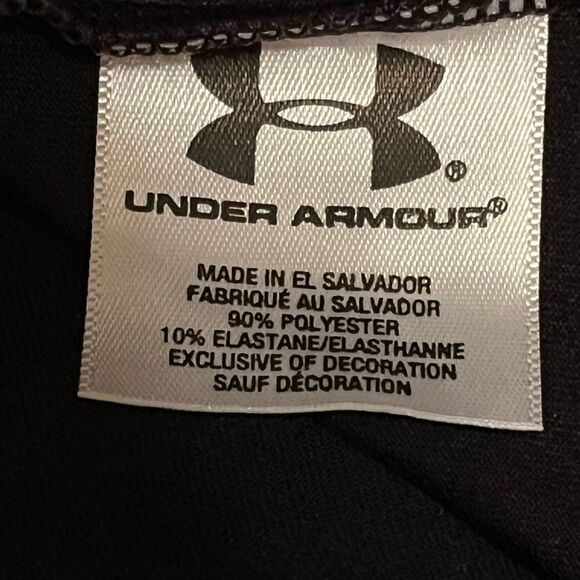 ®
UNDER ARMOUR®
MADE IN EL SALVADOR
FABRIQUÉ AU SALVADOR
90% POLYESTER
10% ELASTANE/ELASTHANNE
EXCLUSIVE OF DECORATION
SAUF DÉCORATION